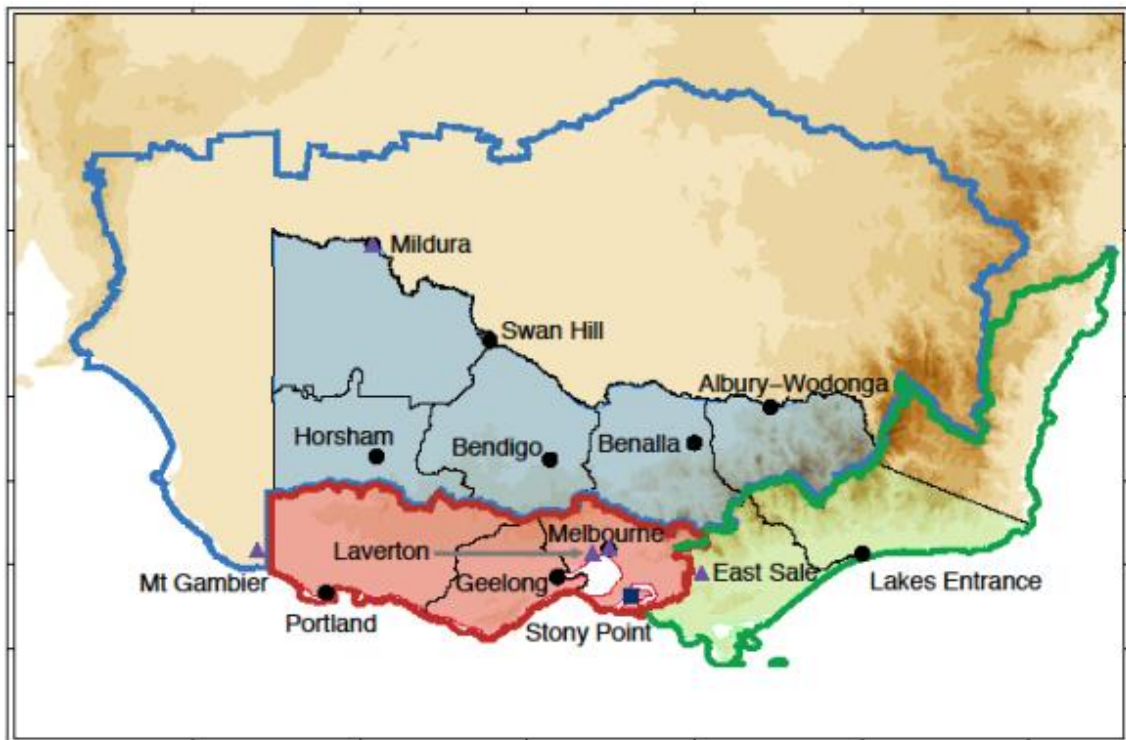 Mildura
Swan Hill
Albury–Wodonga
Horsham
Bendigo
Benalla
Melbourne
Laverton
Mt Gambier
Geelong
East Sale
Lakes Entrance
Portland
Stony Point